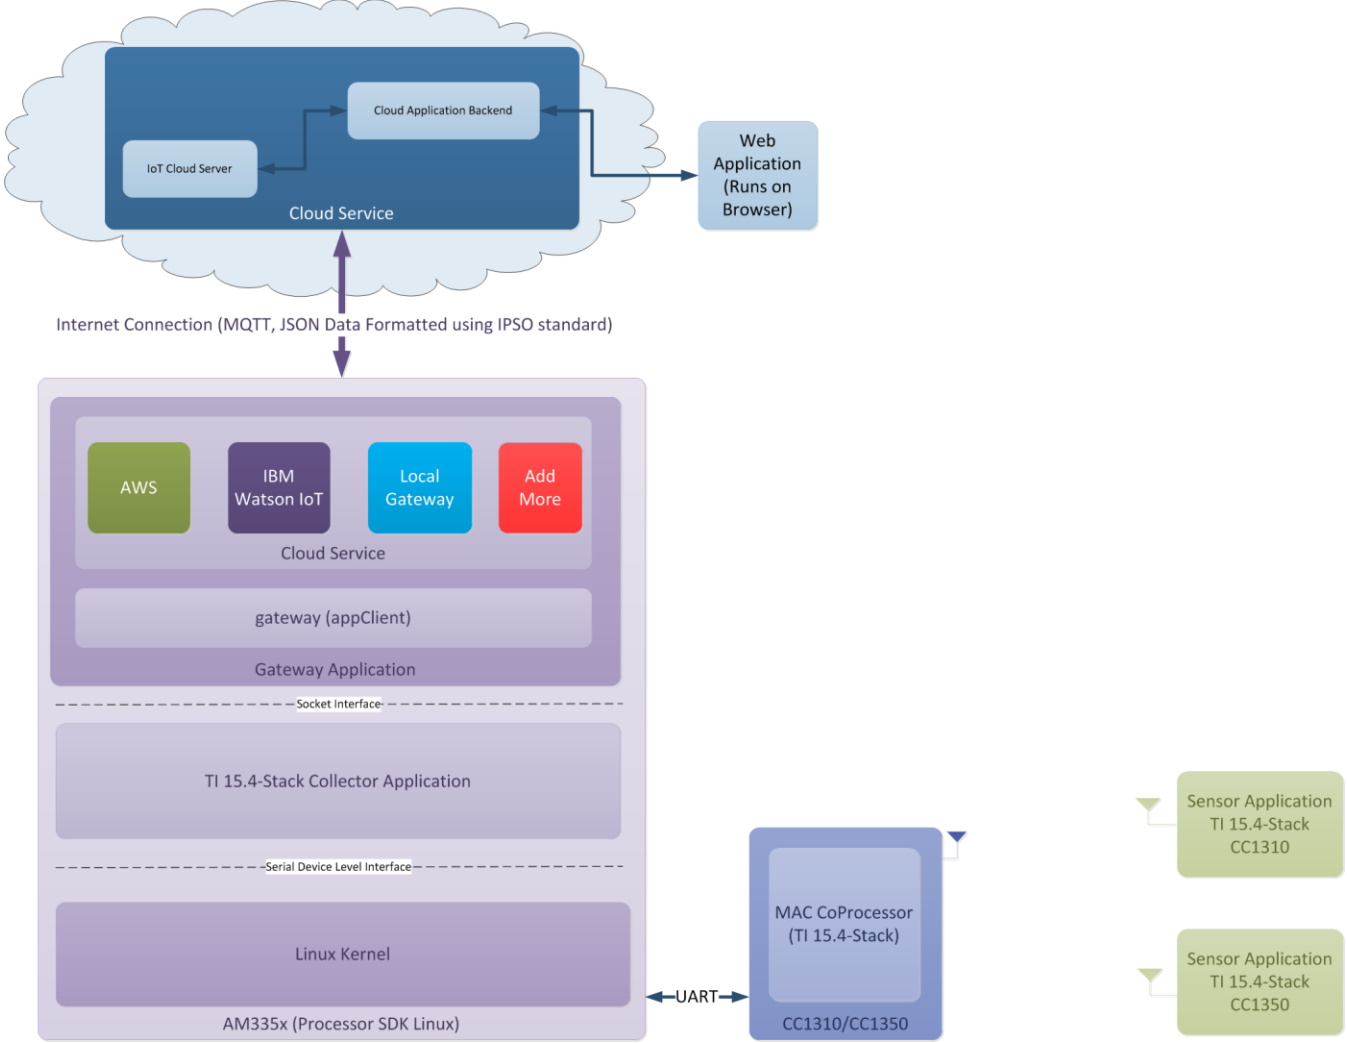 Cloud Application Backend
IoT Cloud Server
Cloud Service
Web
Application
(Runs on
Browser)
Internet Connection (MQTT, JSON Data Formatted using IPSO standard)
AWS
IBM
Watson IoT
Local
Gateway
Add
More
Cloud Service
gateway (appClient)
Gateway Application
Socket Interface
TI 15.4-Stack Collector Application
Serial Device Level Interface
Linux Kernel
AM335x (Processor SDK Linux)
UART
MAC CoProcessor
(TI 15.4-Stack)
CC1310/CC1350
Sensor Application
TI 15.4-Stack
CC1310
Sensor Application
TI 15.4-Stack
CC1350